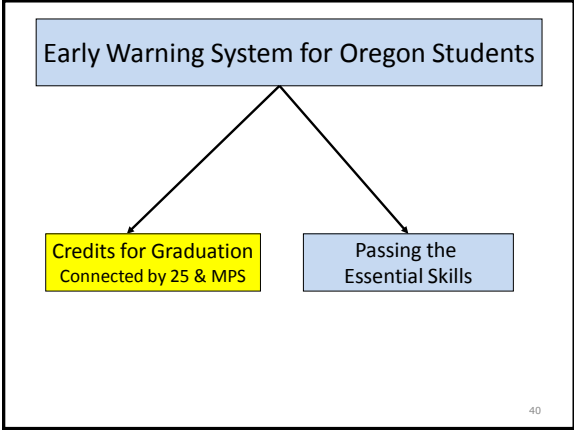 Early Warning System for Oregon Students
Credits for Graduation
Connected by 25 & MPS
Passing the
Essential Skills
40